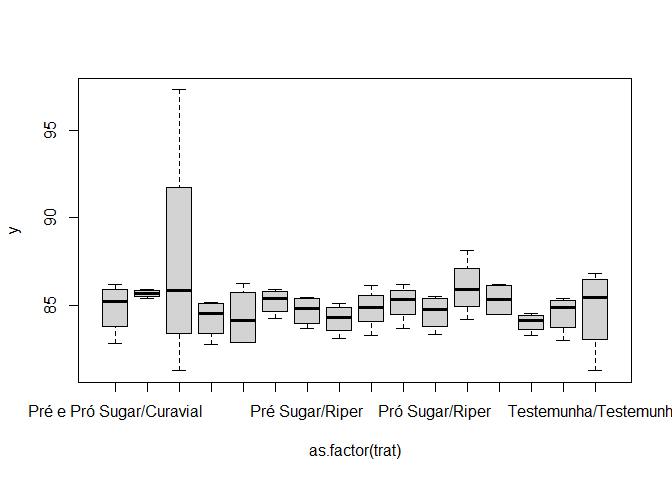 95
90
85
y
Pré e Pró Sugar/Curavial Pré Sugar/Riper Pró Sugar/Riper Testemunha/Testemunh
as.factor(trat)